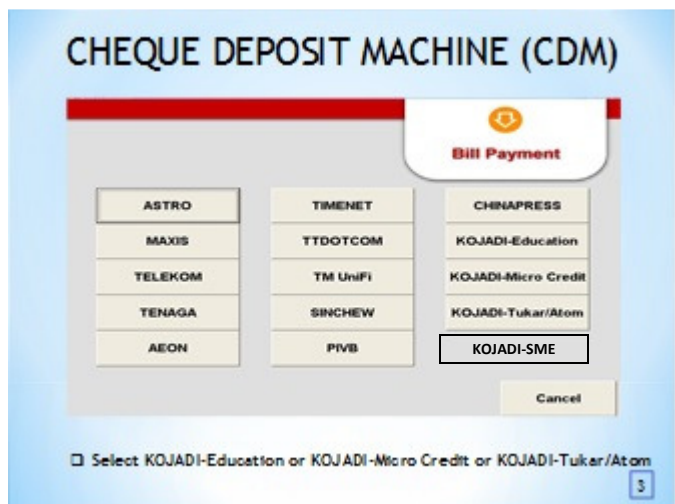 CHEQUE DEPOSIT MACHINE (CDM)
Bill Payment
ASTRO
TIMENET
CHINAPRESS
MAXIS
TTDOTCOM
KOJADI-Education
TELEKOM
TM UniFi
KOJADI-Micro Credit
TENAGA
SINCHEW
KOJADI-Tukar/Atom
AEON
PIVB
KOJADI-SME
Cancel
Select KOJADI-Education or KOJADI-Micro Credit or KOJADI-Tukar/Atom
3